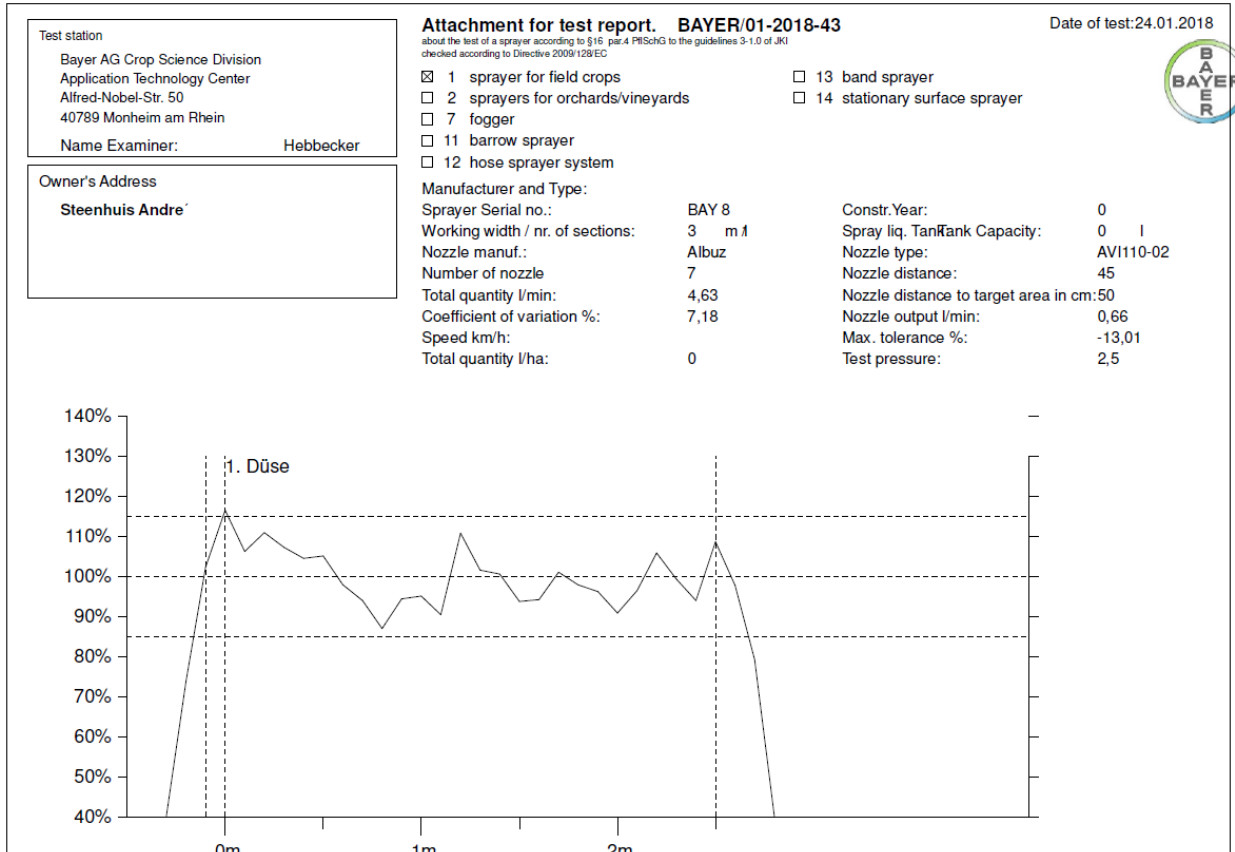 Test station
Bayer AG Crop Science Division
Application Technology Center
Alfred-Nobel-Str. 50
40789 Monheim am Rhein
Name Examiner: Hebbecker
Owner's Address
Steenhuis Andre´
Attachment for test report. BAYER/01-2018-43
about the test of a sprayer according to §16 par.4 PflSchG to the guidelines 3-1.0 of JKI
checked according to Directive 2009/128/EC
Date of test:24.01.2018
BAYER
BAYER
☒ 1 sprayer for field crops
☐ 2 sprayers for orchards/vineyards
☐ 7 fogger
☐ 11 barrow sprayer
☐ 12 hose sprayer system
☐ 13 band sprayer
☐ 14 stationary surface sprayer
Manufacturer and Type:
Sprayer Serial no.: BAY 8 Constr.Year: 0
Working width / nr. of sections: 3 m / Spray liq. Tank Capacity: 0 l
Nozzle manuf.: Albuz Nozzle type: AVI110-02
Number of nozzle 7 Nozzle distance: 45
Total quantity l/min: 4,63 Nozzle distance to target area in cm:50
Coefficient of variation %: 7,18 Nozzle output l/min: 0,66
Speed km/h: Max. tolerance %: -13,01
Total quantity l/ha: 0 Test pressure: 2,5
140%
130%
1. Düse
120%
110%
100%
90%
80%
70%
60%
50%
40%
0m 1m 2m